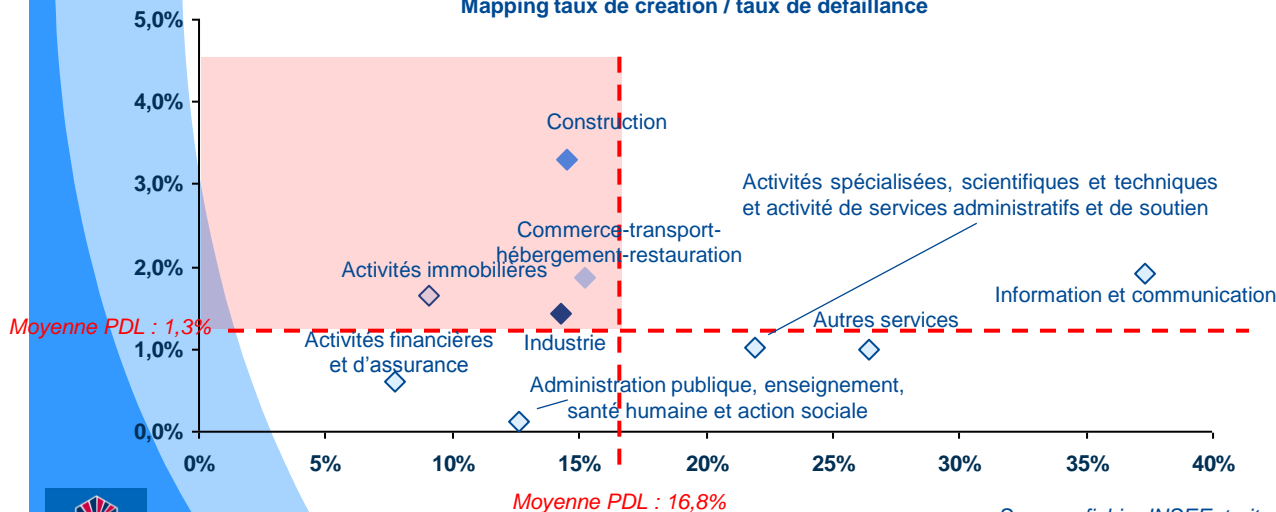 Mapping taux de création / taux de défaillance
5,0%
4,0%
Construction
3,0%
Activités spécialisées, scientifiques et techniques
et activité de services administratifs et de soutien
Commerce-transport-
hébergement-restauration
2,0%
Activités immobilières
Information et communication
Moyenne PDL : 1,3%
Autres services
1,0%
Activités financières
et d'assurance
Industrie
Administration publique, enseignement,
santé humaine et action sociale
0,0%
0%
5%
10%
15%
20%
25%
30%
35%
40%
Moyenne PDL : 16,8%
fichier INSEE